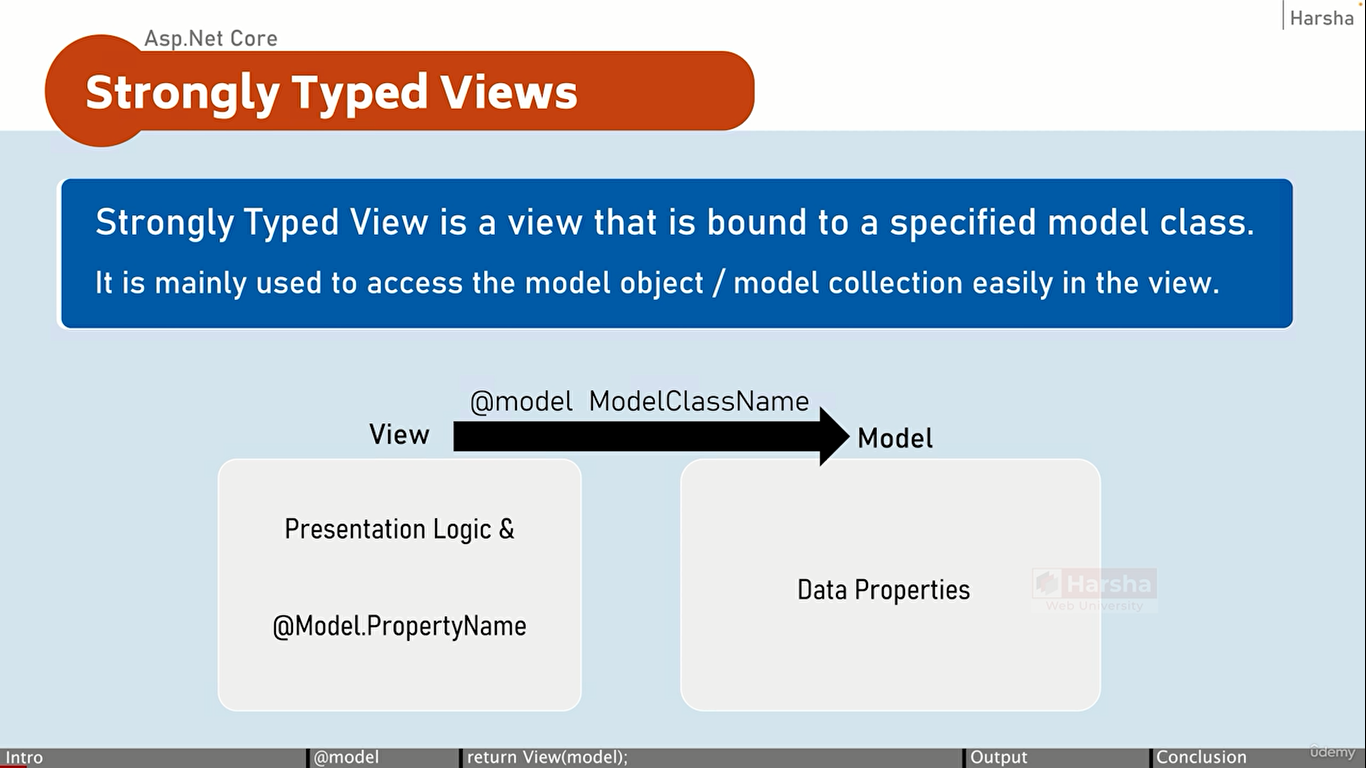 Harsha
Asp.Net Core
Strongly Typed Views
Strongly Typed View is a view that is bound to a specified model class.
It is mainly used to access the model object / model collection easily in the view.
@model ModelClassName
View
Model
Presentation Logic &
@Model.PropertyName
Data Properties
Harsha
Web University
Intro
@model
return View(model);
Output
Conclusion
ûdemy